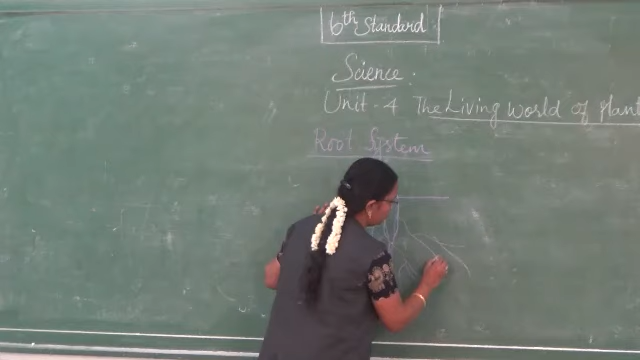 6th Standard
Science.
Unit - 4 The Living World of Plant
Root System